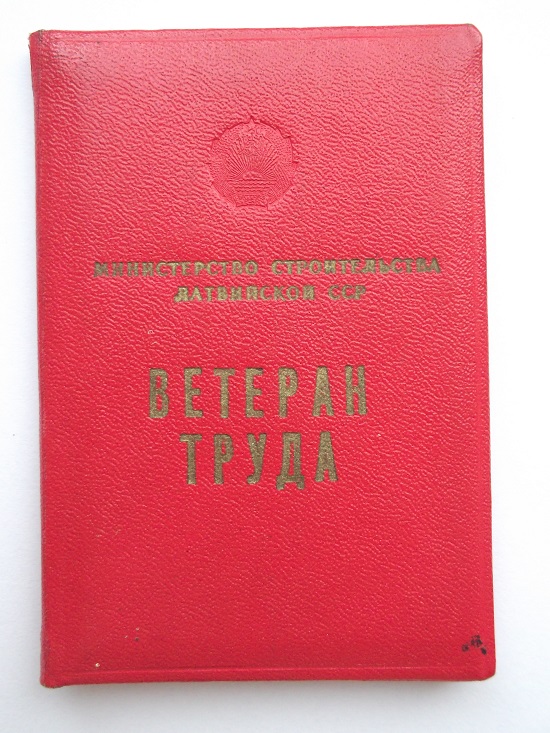 МИНИСТЕРСТВО СТРОИТЕЛЬСТВА
ЛАТВИЙСКОЙ ССР
ВЕТЕРАН
ТРУДА